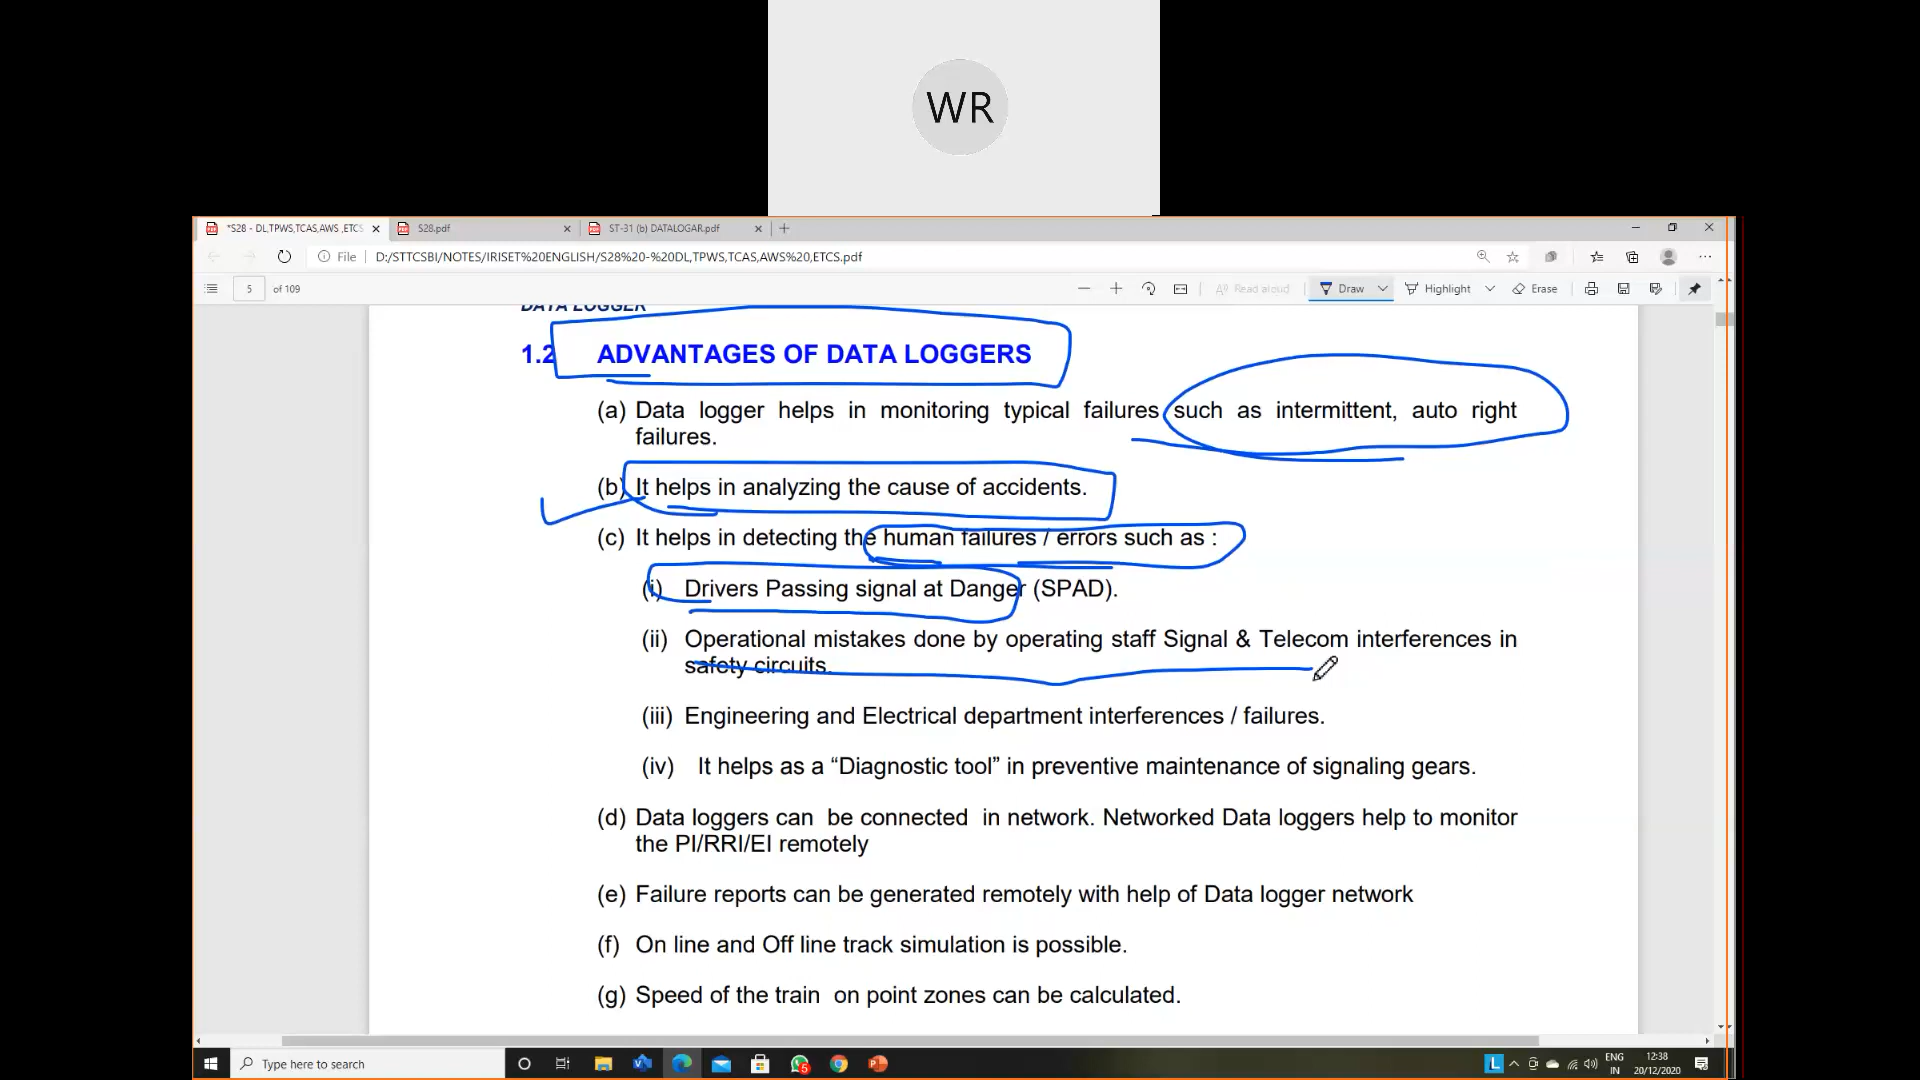 WR
*S28 - DL,TPWS,TCAS,AWS ,ETCS
S28.pdf
ST-31 (b) DATALOGAR.pdf
File D:/STTCSBI/NOTES/IRISET%20ENGLISH/S28%20-%20DL,TPWS,TCAS,AWS%20,ETCS.pdf
5 of 109
Read aloud Draw Highlight Erase
DATA LOGGER
1.2 ADVANTAGES OF DATA LOGGERS
(a) Data logger helps in monitoring typical failures such as intermittent, auto right
failures.
(b) It helps in analyzing the cause of accidents.
(c) It helps in detecting the human failures / errors such as :
(i) Drivers Passing signal at Danger (SPAD).
(ii) Operational mistakes done by operating staff Signal & Telecom interferences in
safety circuits.
(iii) Engineering and Electrical department interferences / failures.
(iv) It helps as a “Diagnostic tool” in preventive maintenance of signaling gears.
(d) Data loggers can be connected in network. Networked Data loggers help to monitor
the PI/RRI/EI remotely
(e) Failure reports can be generated remotely with help of Data logger network
(f) On line and Off line track simulation is possible.
(g) Speed of the train on point zones can be calculated.
Type here to search
5
L
ENG
IN
12:38
20/12/2020